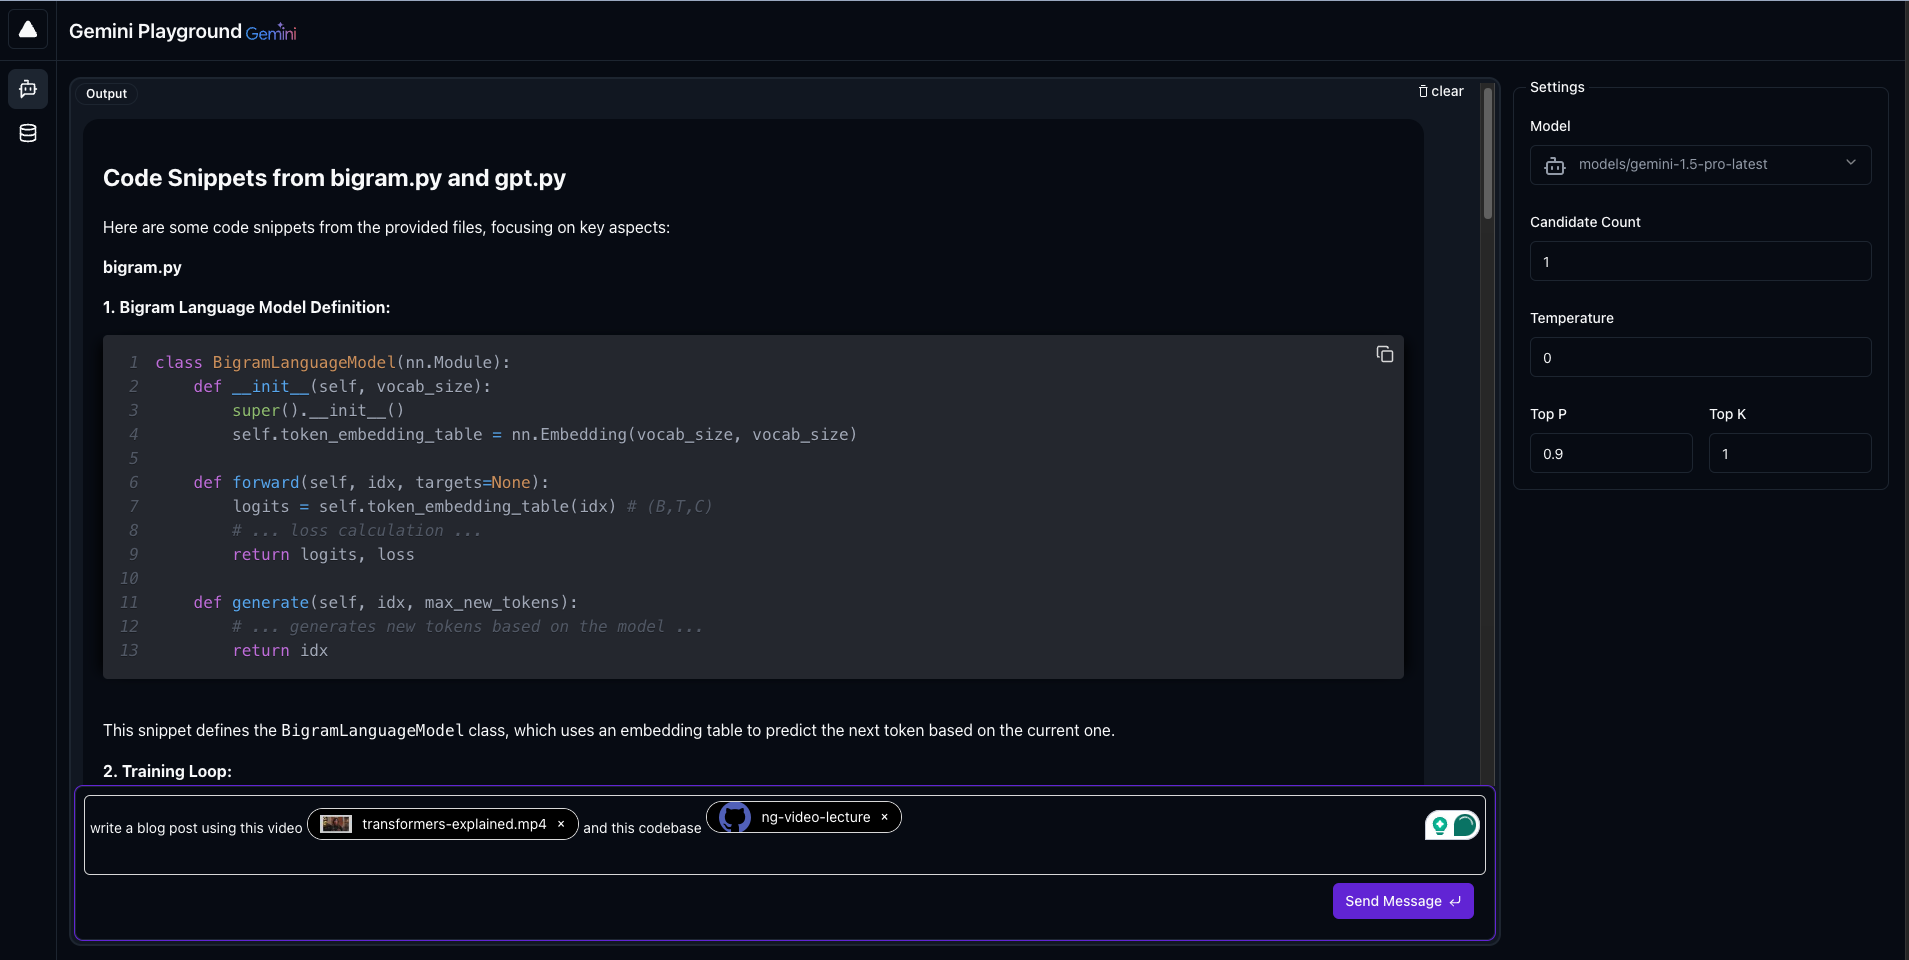 Gemini Playground Gemini
Output
clear
Code Snippets from bigram.py and gpt.py
Here are some code snippets from the provided files, focusing on key aspects:
bigram.py
1. Bigram Language Model Definition:
1 class BigramLanguageModel(nn.Module):
2     def __init__(self, vocab_size):
3         super().__init__()
4         self.token_embedding_table = nn.Embedding(vocab_size, vocab_size)
5
6     def forward(self, idx, targets=None):
7         logits = self.token_embedding_table(idx) # (B,T,C)
8         # ... loss calculation ...
9         return logits, loss
10
11     def generate(self, idx, max_new_tokens):
12         # ... generates new tokens based on the model ...
13         return idx
This snippet defines the BigramLanguageModel class, which uses an embedding table to predict the next token based on the current one.
2. Training Loop:
write a blog post using this video transformers-explained.mp4 × and this codebase ng-video-lecture ×
Send Message
Settings
Model
models/gemini-1.5-pro-latest
Candidate Count
1
Temperature
0
Top P Top K
0.9 1